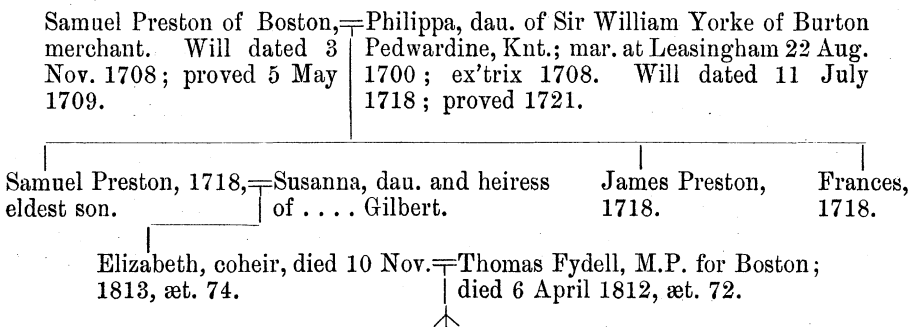 Samuel Preston of Boston,
merchant. Will dated 3
Nov. 1708; proved 5 May
1709.
Philippa, dau. of Sir William Yorke of Burton
Pedwardine, Knt.; mar. at Leasingham 22 Aug.
1700; ex'trix 1708. Will dated 11 July
1718; proved 1721.
Samuel Preston, 1718,
eldest son.
Susanna, dau. and heiress
of .... Gilbert.
James Preston,
1718.
Frances,
1718.
Elizabeth, coheir, died 10 Nov.
1813, æt. 74.
Thomas Fydell, M.P. for Boston;
died 6 April 1812, æt. 72.